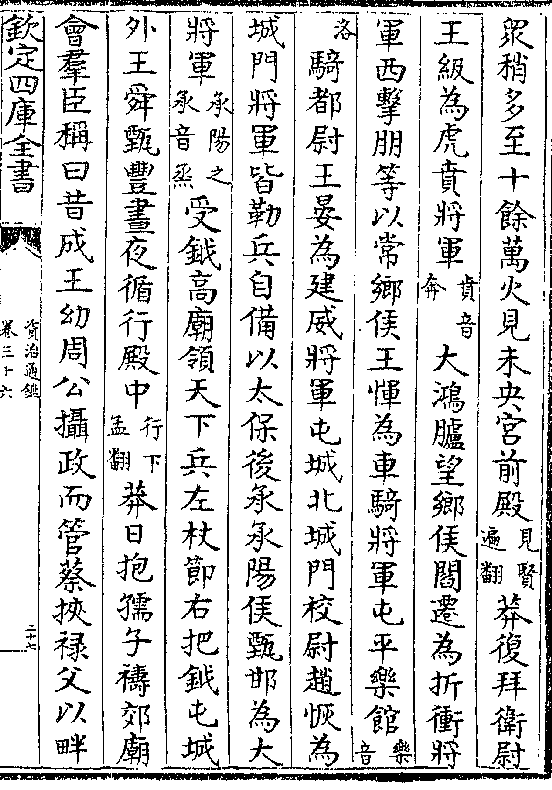 衆稍多至十餘萬火見未央宫前殿見賢遍翻莽復拜衛尉
王級為虎賁將軍賁音奔大鴻臚望鄉侯閻遷為折衝將
軍西擊朋等以常鄉侯王惲為車騎將軍屯平樂館樂音
洛騎都尉王晏為建威將軍屯城北城門校尉趙恢為
城門將軍皆勒兵自備以太保後承承陽侯甄邯為大
將軍承陽之承音烝受鉞高廟領天下兵左杖節右把鉞屯城
外王舜甄豐晝夜循行殿中行下孟翻莽日抱孺子禱郊廟
會羣臣稱曰昔成王幼周公攝政而管蔡挾禄父以畔
欽定四庫全書
資治通鑑
卷三十六
二十七